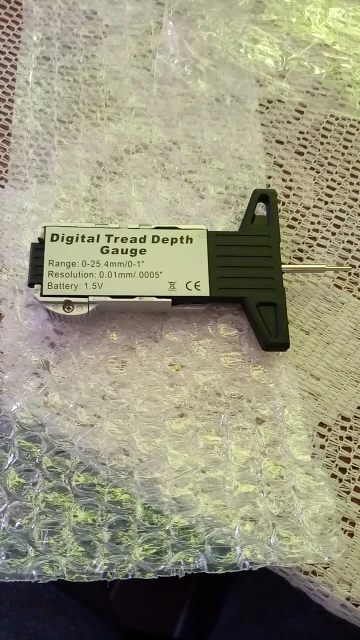 Digital Tread Depth
Gauge
Range: 0-25.4mm/0-1"
Resolution: 0.01mm/.0005"
Battery: 1.5V CE